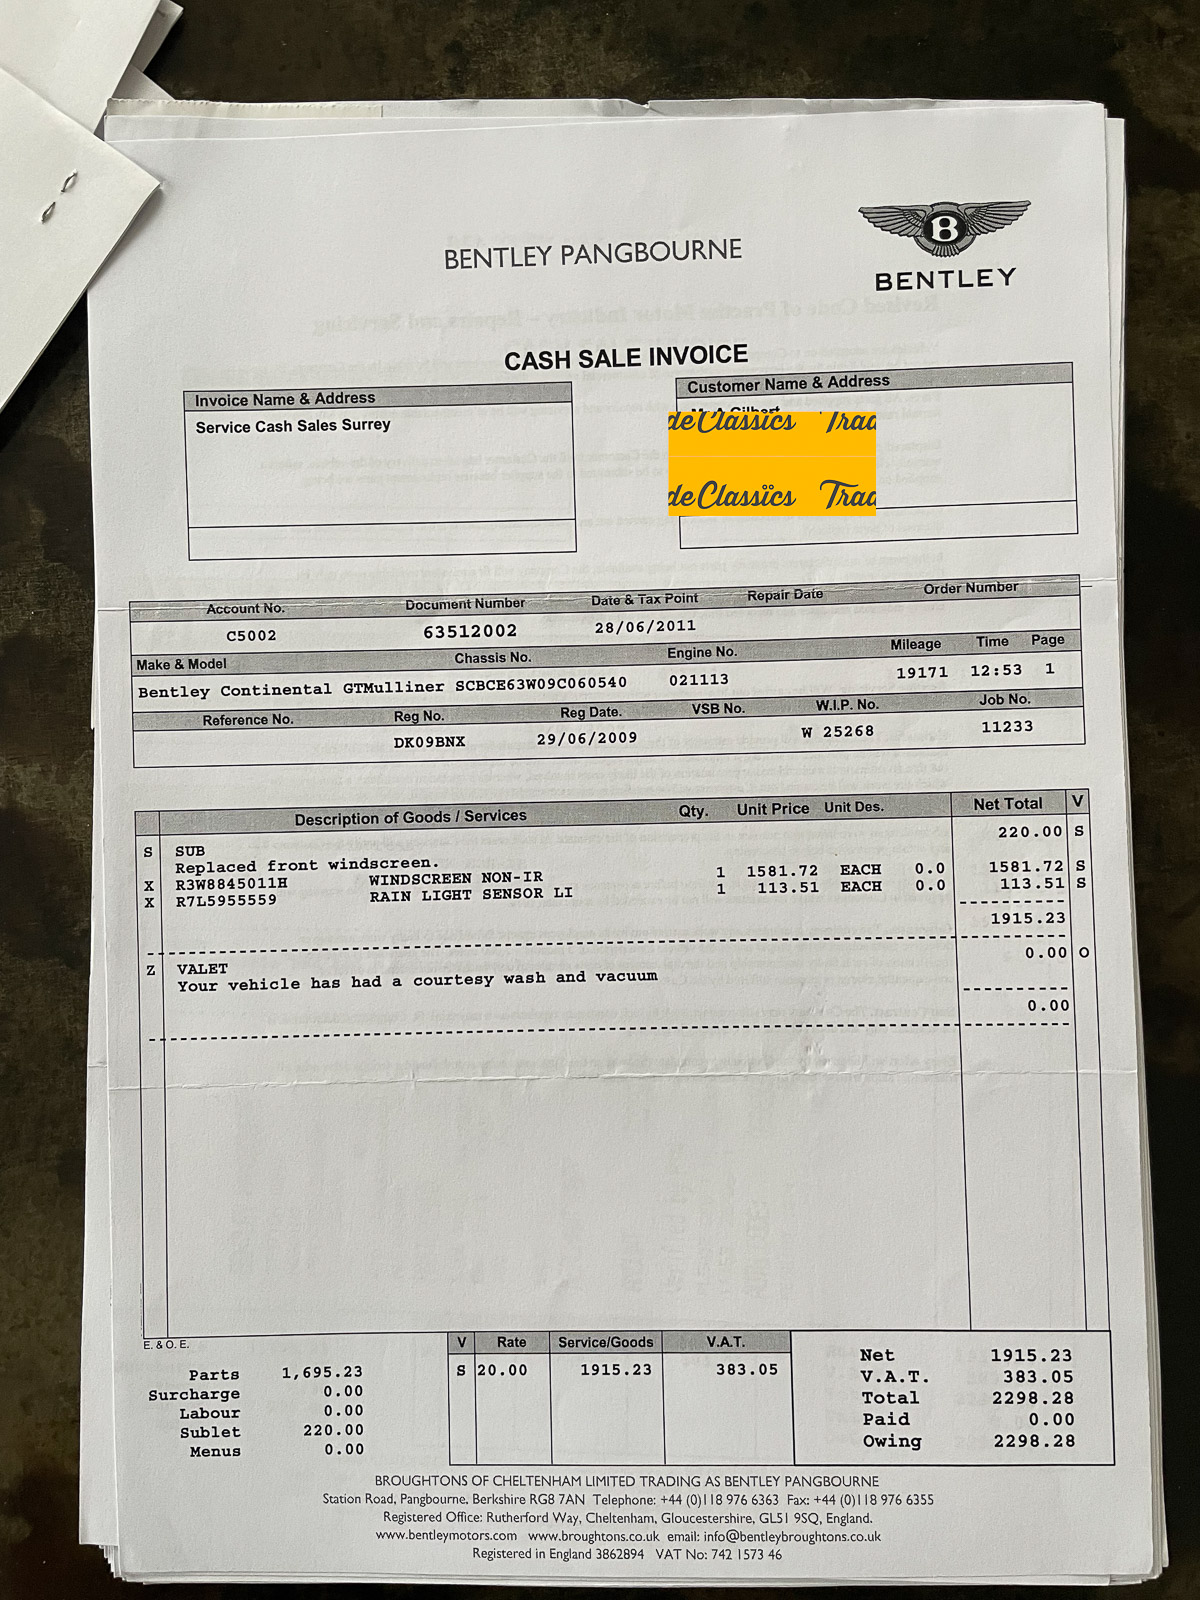 BENTLEY PANGBOURNE
B
BENTLEY
CASH SALE INVOICE
Invoice Name & Address
Service Cash Sales Surrey
Customer Name & Address
deClassïcs Trad
deClassïcs Trad
Account No. Document Number Date & Tax Point Repair Date Order Number
C5002 63512002 28/06/2011
Make & Model Chassis No. Engine No. Mileage Time Page
Bentley Continental GTMulliner SCBCE63W09C060540 021113 19171 12:53 1
Reference No. Reg No. Reg Date. VSB No. W.I.P. No. Job No.
DK09BNX 29/06/2009 W 25268 11233
Description of Goods / Services Qty. Unit Price Unit Des. Net Total V
S SUB 220.00 S
Replaced front windscreen.
X R3W8845011H WINDSCREEN NON-IR 1 1581.72 EACH 0.0 1581.72 S
X R7L5955559 RAIN LIGHT SENSOR LI 1 113.51 EACH 0.0 113.51 S
1915.23
Z VALET 0.00 O
Your vehicle has had a courtesy wash and vacuum
0.00
E. & O. E.
Parts 1,695.23
Surcharge 0.00
Labour 0.00
Sublet 220.00
Menus 0.00
V Rate Service/Goods V.A.T.
S 20.00 1915.23 383.05
Net 1915.23
V.A.T. 383.05
Total 2298.28
Paid 0.00
Owing 2298.28
BROUGHTONS OF CHELTENHAM LIMITED TRADING AS BENTLEY PANGBOURNE
Station Road, Pangbourne. Berkshire RG8 7AN Telephone: +44 (0)118 976 6363 Fax: +44 (0)118 976 6355
Registered Office: Rutherford Way, Cheltenham, Gloucestershire, GL51 9SQ, England.
www.bentleymotors.com www.broughtons.co.uk email: info@bentleybroughtons.co.uk
Registered in England 3862894 VAT No: 742 1573 46